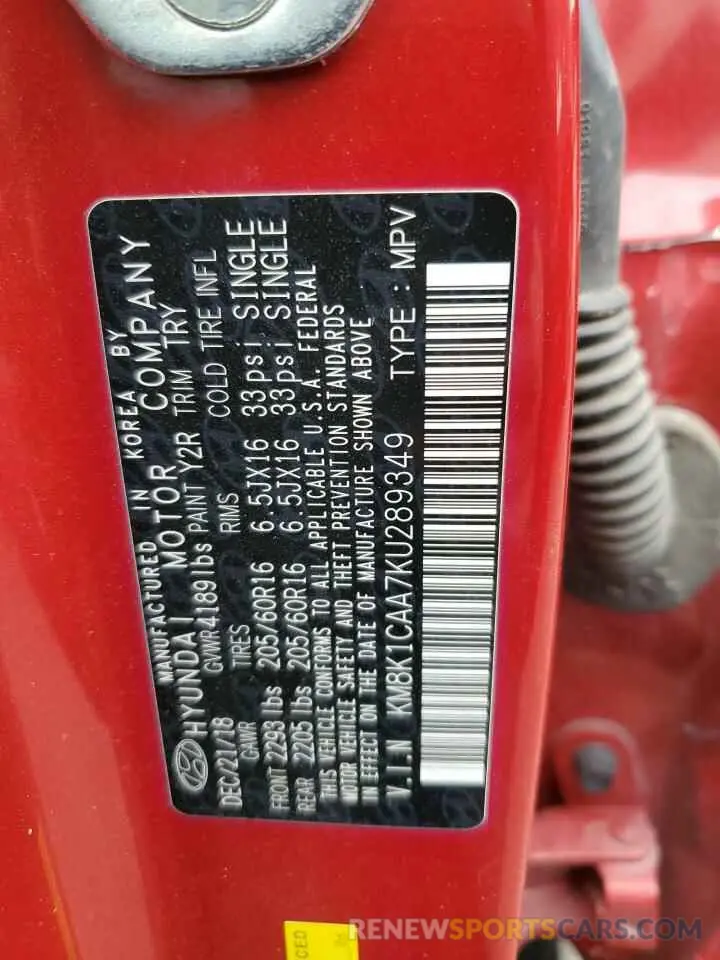 MANUFACTURED IN KOREA BY
HYUNDAI MOTOR COMPANY
DEC/21/18 GVWR 4189 lbs PAINT Y2R TRIM TRY
GAWR TIRES RIMS COLD TIRE INFL
FRONT 2293 lbs 205/60R16 6.5JX16 33psi SINGLE
REAR 2205 lbs 205/60R16 6.5JX16 33psi SINGLE
THIS VEHICLE CONFORMS TO ALL APPLICABLE U.S.A. FEDERAL
MOTOR VEHICLE SAFETY AND THEFT PREVENTION STANDARDS
IN EFFECT ON THE DATE OF MANUFACTURE SHOWN ABOVE
V.I.N KM8K1CAA7KU289349 TYPE : MPV
CED
lbs
RENEWSPORTSCARS.COM